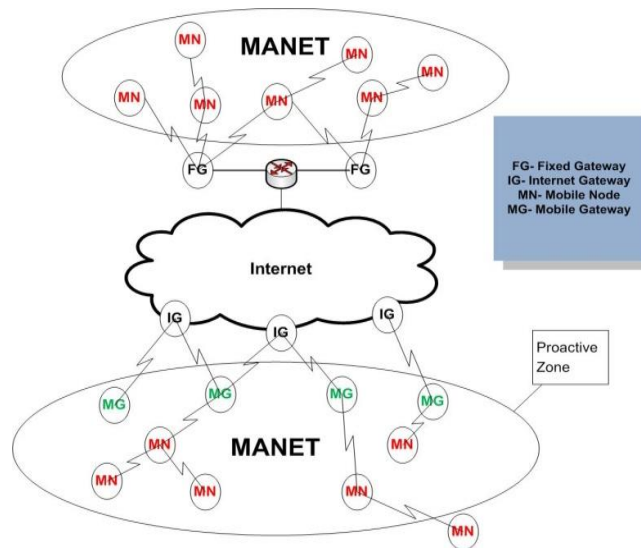 MN
MANET
MN
MN
MN
MN
MN
MN
FG
FG
FG- Fixed Gateway
IG- Internet Gateway
MN- Mobile Node
MG- Mobile Gateway
Internet
IG
IG
IG
Proactive
Zone
MG
MG
MG
MG
MN
MANET
MN
MN
MN
MN
MN